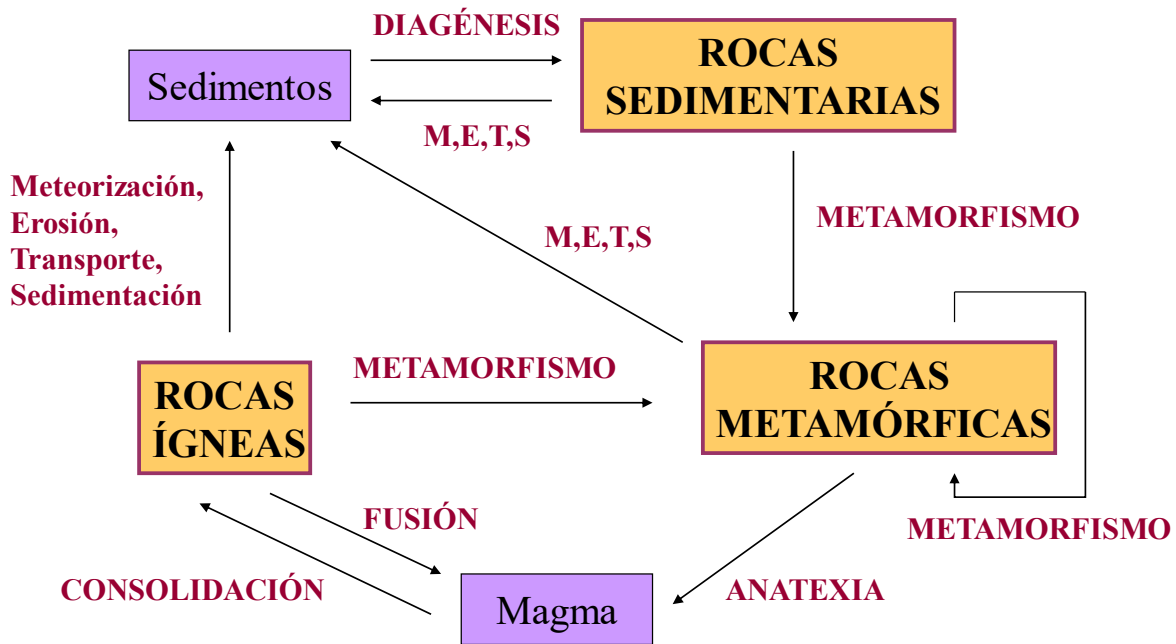 DIAGÉNESIS
Sedimentos
ROCAS
SEDIMENTARIAS
M,E,T,S
Meteorización,
Erosión,
Transporte,
Sedimentación
M,E,T,S
METAMORFISMO
METAMORFISMO
ROCAS
ÍGNEAS
ROCAS
METAMÓRFICAS
FUSIÓN
METAMORFISMO
CONSOLIDACIÓN
Magma
ANATEXIA